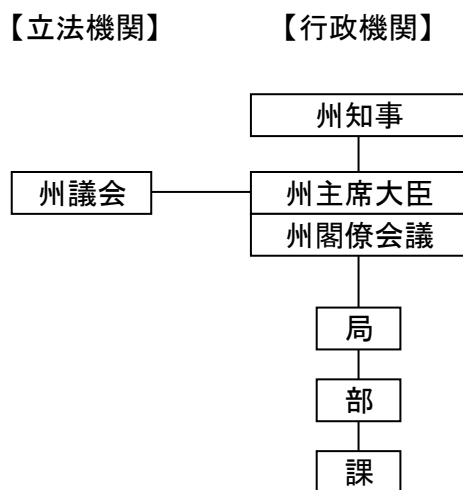 【立法機関】 【行政機関】
州知事
州議会 州主席大臣
州閣僚会議
局
部
課